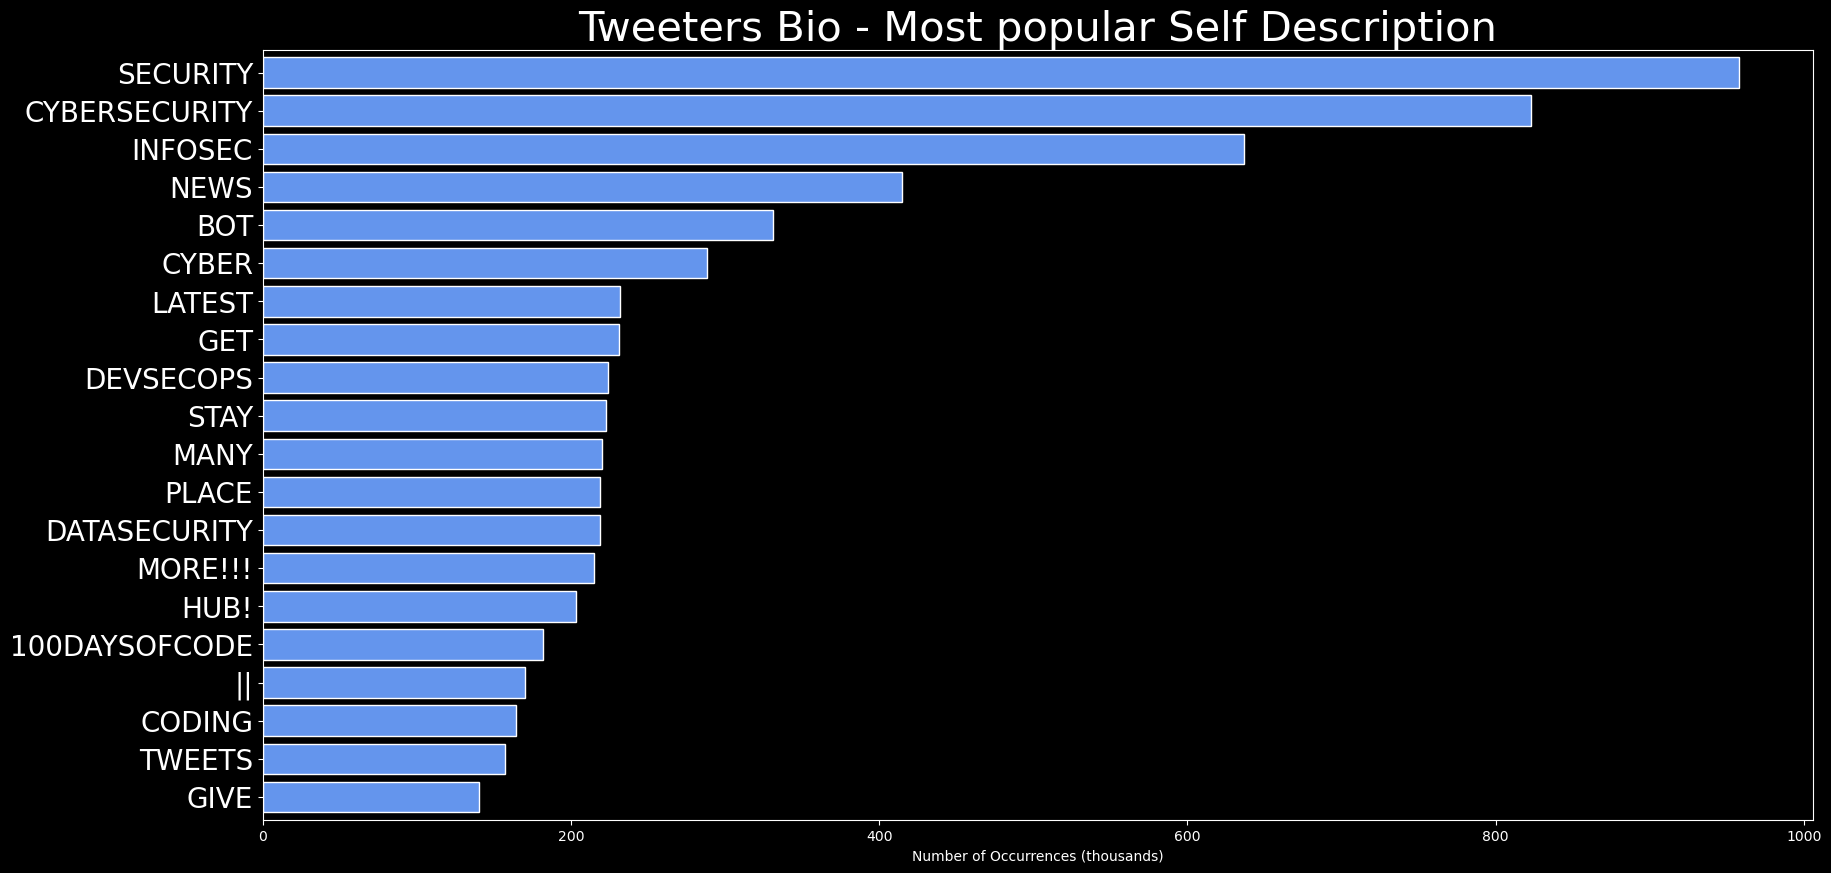 Tweeters Bio - Most popular Self Description
SECURITY
CYBERSECURITY
INFOSEC
NEWS
BOT
CYBER
LATEST
GET
DEVSECOPS
STAY
MANY
PLACE
DATASECURITY
MORE!!!
HUB!
100DAYSOFCODE
||
CODING
TWEETS
GIVE
0 200 400 600 800 1000
Number of Occurrences (thousands)